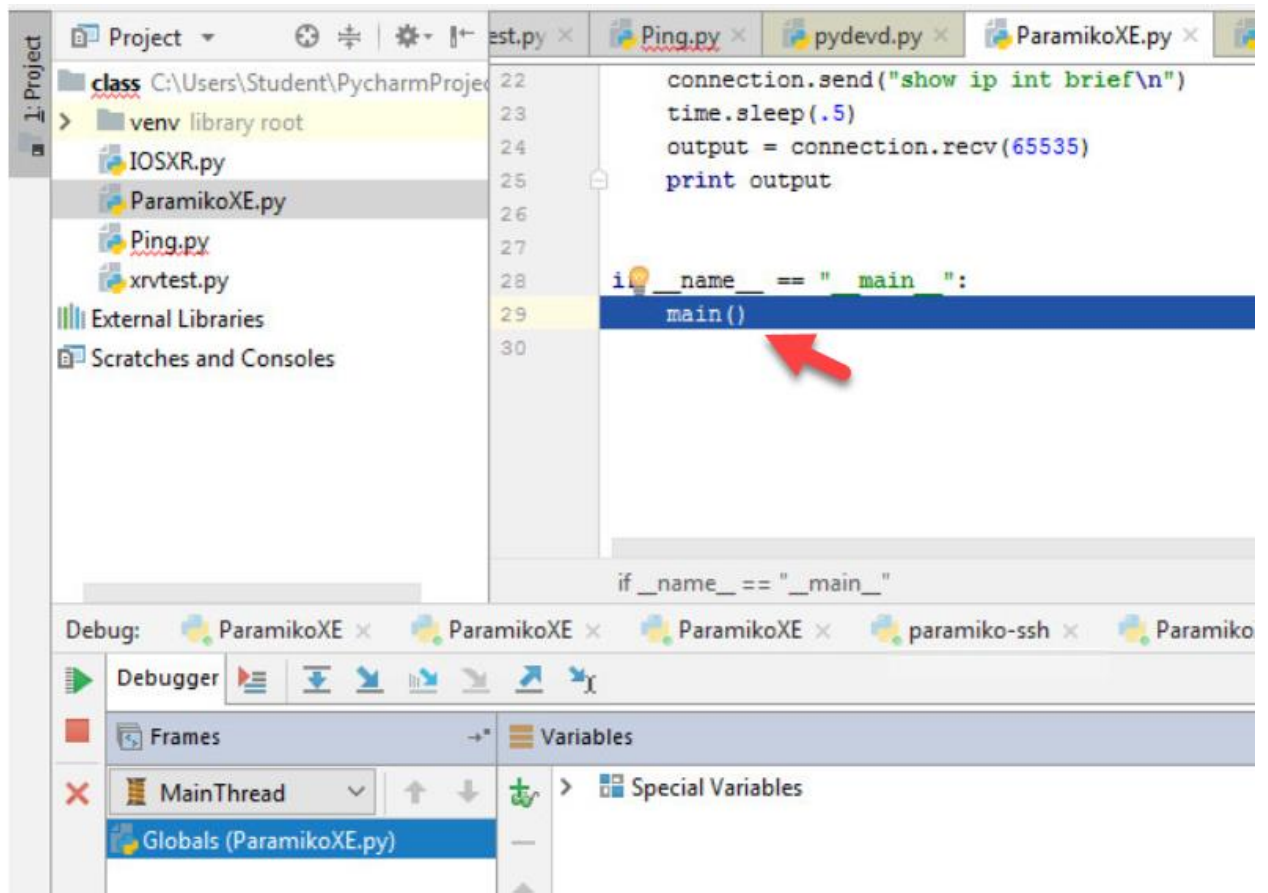 1: Project
Project
class C:\Users\Student\PycharmProjec
venv library root
IOSXR.py
ParamikoXE.py
Ping.py
xrvtest.py
External Libraries
Scratches and Consoles
est.py
Ping.py
pydevd.py
ParamikoXE.py
22 connection.send("show ip int brief\n")
23 time.sleep(.5)
24 output = connection.recv(65535)
25 print output
26
27
28 if __name__ == "__main__":
29 main()
30
if __name__ == "__main__"
Debug: ParamikoXE ParamikoXE ParamikoXE paramiko-ssh Paramiko
Debugger
Frames
Variables
MainThread
Special Variables
Globals (ParamikoXE.py)